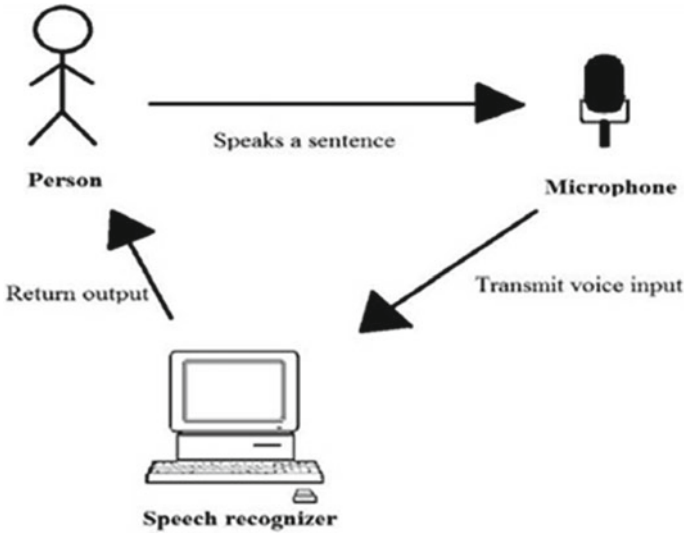 Speaks a sentence
Person
Microphone
Return output
Transmit voice input
Speech recognizer